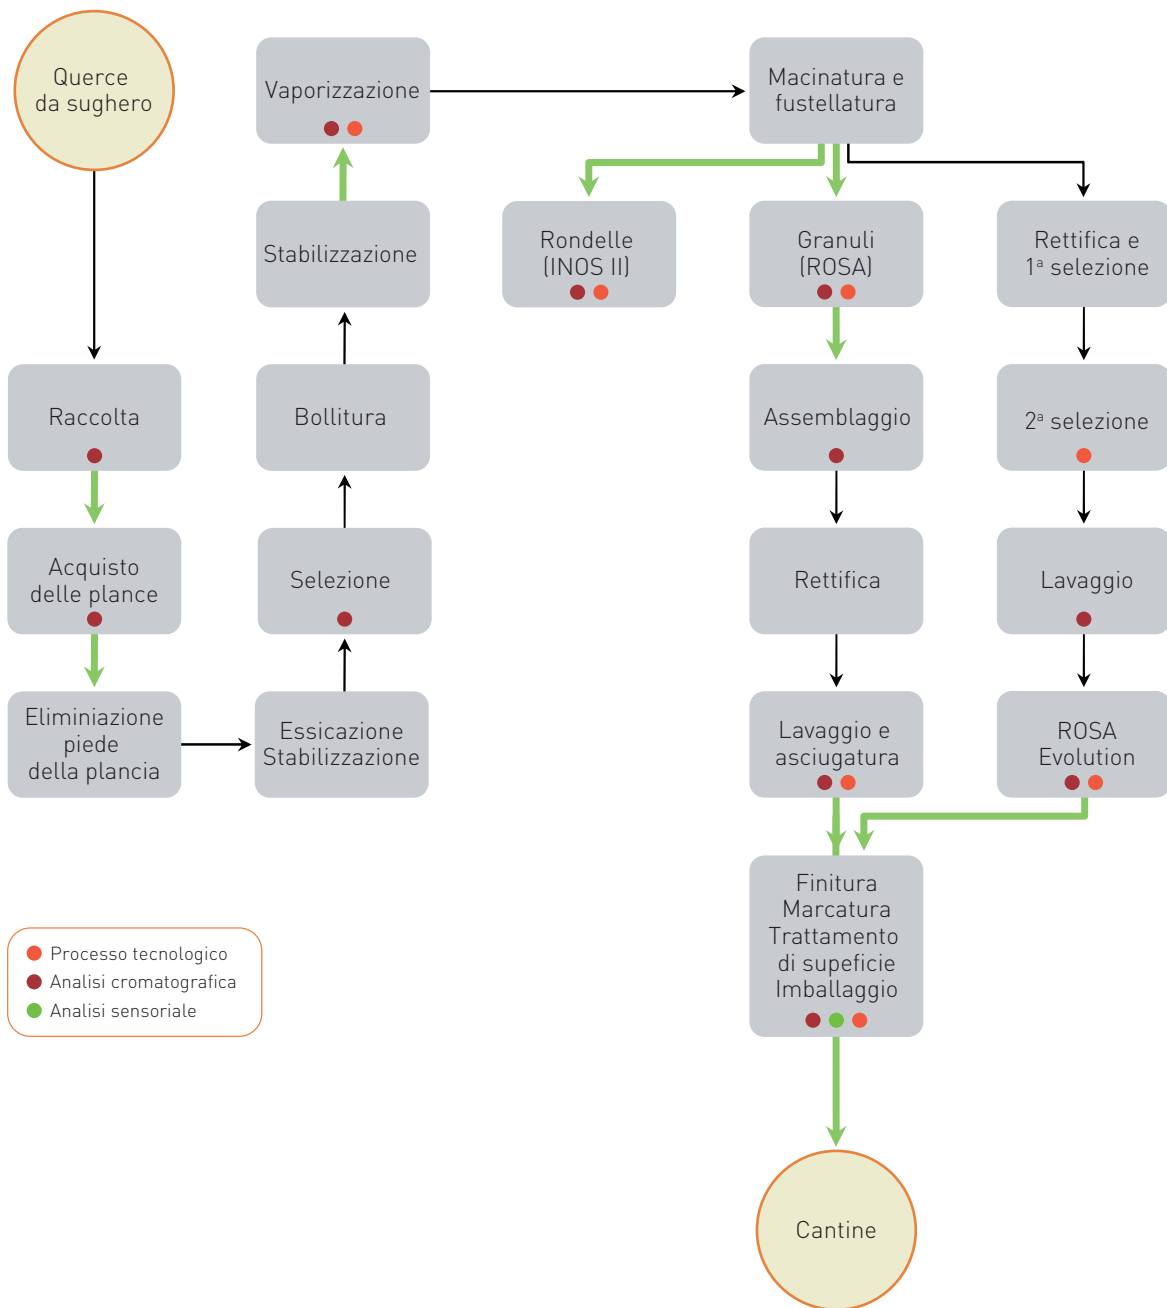 Querce
da sughero
Raccolta
Acquisto
delle plance
Eliminiazione
piede
della plancia
Essicazione
Stabilizzazione
Selezione
Bollitura
Stabilizzazione
Vaporizzazione
Macinatura e
fustellatura
Rondelle
(INOS II)
Granuli
(ROSA)
Assemblaggio
Rettifica
Lavaggio e
asciugatura
Rettifica e
1ª selezione
2ª selezione
Lavaggio
ROSA
Evolution
Finitura
Marcatura
Trattamento
di supeficie
Imballaggio
Cantine
Processo tecnologico
Analisi cromatografica
Analisi sensoriale